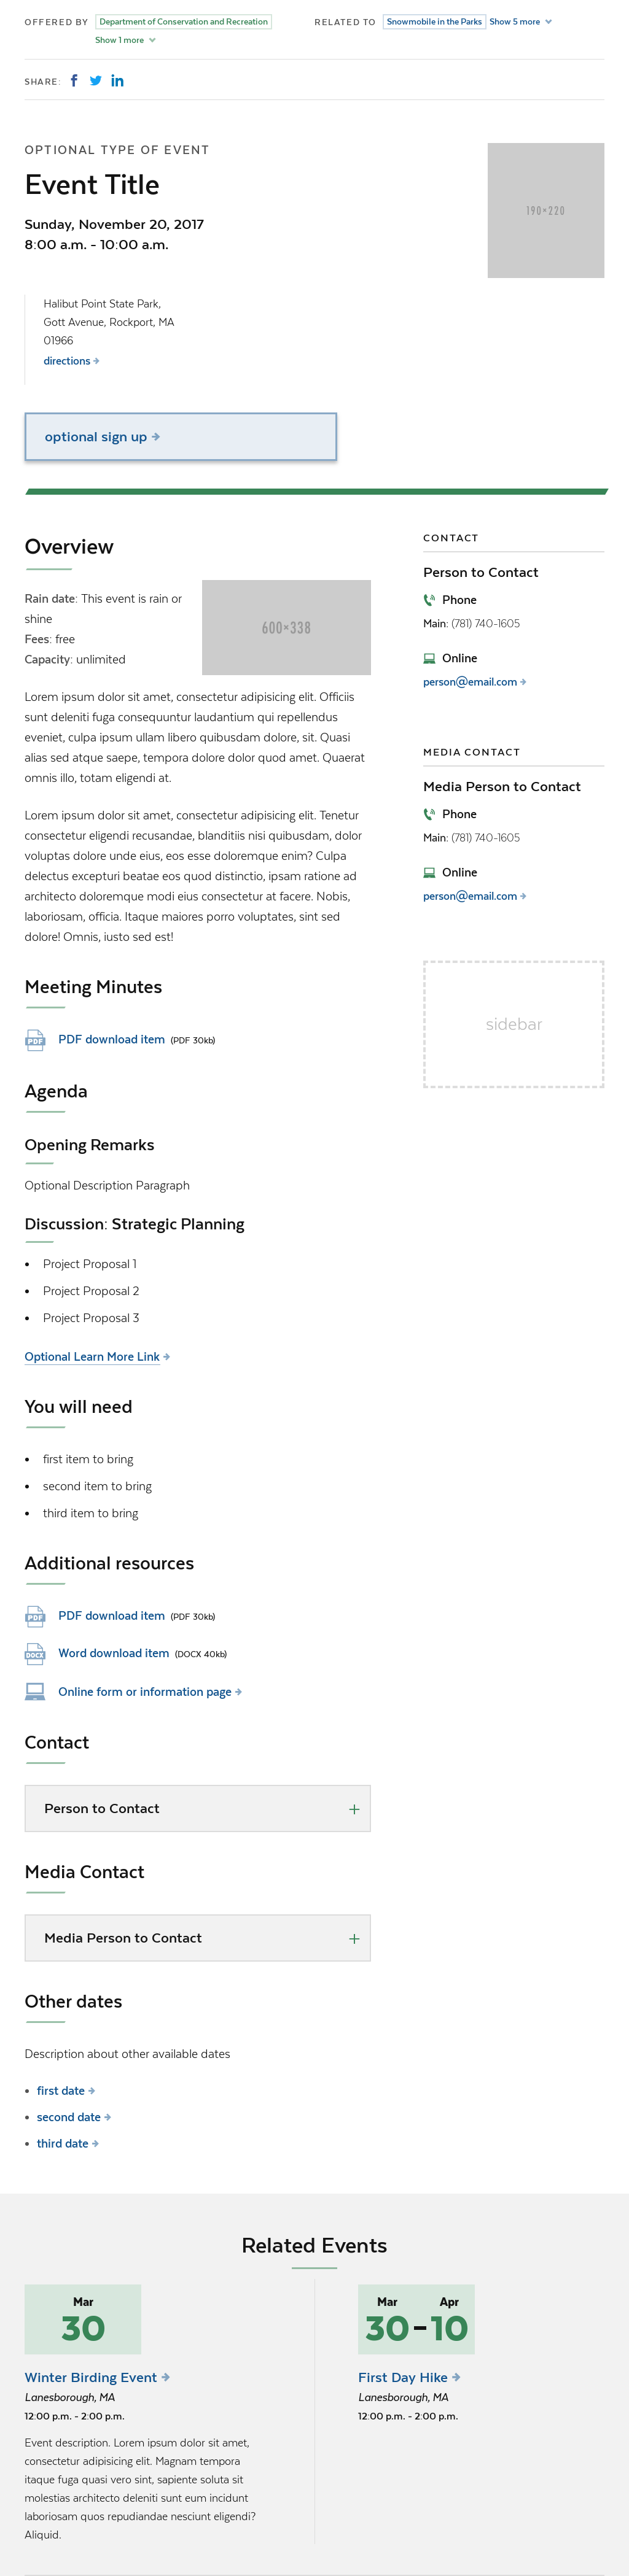 OFFERED BY Department of Conservation and Recreation
Show 1 more
RELATED TO Snowmobile in the Parks Show 5 more
SHARE:
OPTIONAL TYPE OF EVENT
Event Title
Sunday, November 20, 2017
8:00 a.m. - 10:00 a.m.
190×220
Halibut Point State Park,
Gott Avenue, Rockport, MA
01966
directions
optional sign up
Overview
Rain date: This event is rain or
shine
Fees: free
Capacity: unlimited
600×338
Lorem ipsum dolor sit amet, consectetur adipisicing elit. Officiis
sunt deleniti fuga consequuntur laudantium qui repellendus
eveniet, culpa ipsum ullam libero quibusdam dolore, sit. Quasi
alias sed atque saepe, tempora dolore dolor quod amet. Quaerat
omnis illo, totam eligendi at.
Lorem ipsum dolor sit amet, consectetur adipisicing elit. Tenetur
consectetur eligendi recusandae, blanditiis nisi quibusdam, dolor
voluptas dolore unde eius, eos esse doloremque enim? Culpa
delectus excepturi beatae eos quod distinctio, ipsam ratione ad
architecto doloremque modi eius consectetur at facere. Nobis,
laboriosam, officia. Itaque maiores porro voluptates, sint sed
dolore! Omnis, iusto sed est!
Meeting Minutes
PDF
PDF download item (PDF 30kb)
Agenda
Opening Remarks
Optional Description Paragraph
Discussion: Strategic Planning
• Project Proposal 1
• Project Proposal 2
• Project Proposal 3
Optional Learn More Link
You will need
• first item to bring
• second item to bring
• third item to bring
Additional resources
PDF
PDF download item (PDF 30kb)
DOCX
Word download item (DOCX 40kb)
Online form or information page
Contact
Person to Contact +
Media Contact
Media Person to Contact +
Other dates
Description about other available dates
• first date
• second date
• third date
CONTACT
Person to Contact
Phone
Main: (781) 740-1605
Online
person@email.com
MEDIA CONTACT
Media Person to Contact
Phone
Main: (781) 740-1605
Online
person@email.com
sidebar
Related Events
Mar
30
Winter Birding Event
Lanesborough, MA
12:00 p.m. - 2:00 p.m.
Event description. Lorem ipsum dolor sit amet,
consectetur adipisicing elit. Magnam tempora
itaque fuga quasi vero sint, sapiente soluta sit
molestias architecto deleniti sunt eum incidunt
laboriosam quos repudiandae nesciunt eligendi?
Aliquid.
Mar Apr
30-10
First Day Hike
Lanesborough, MA
12:00 p.m. - 2:00 p.m.